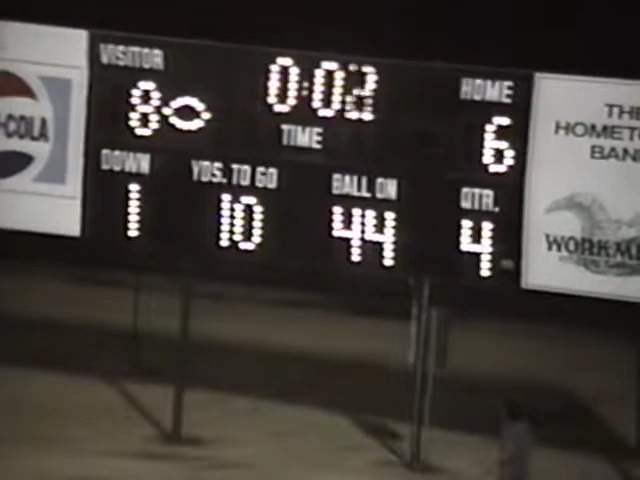 VISITOR
0:02
HOME
8
TIME
6
DOWN
YDS. TO GO
BALL ON
QTR.
1
10
44
4
-COLA
THE
HOMETO
BAN
WORKME